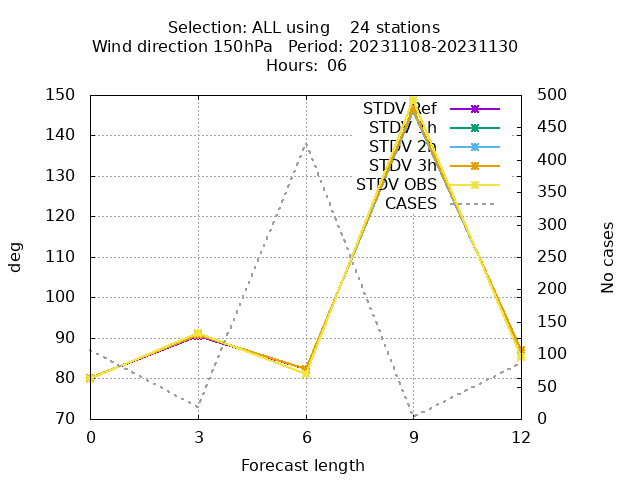 Selection: ALL using 24 stations
Wind direction 150hPa Period: 20231108-20231130
Hours: 06
150
140
130
120
110
100
90
80
70
deg
500
450
400
350
300
250
200
150
100
50
0
No cases
STDV Ref
STDV 1h
STDV 2h
STDV 3h
STDV OBS
CASES
0 3 6 9 12
Forecast length